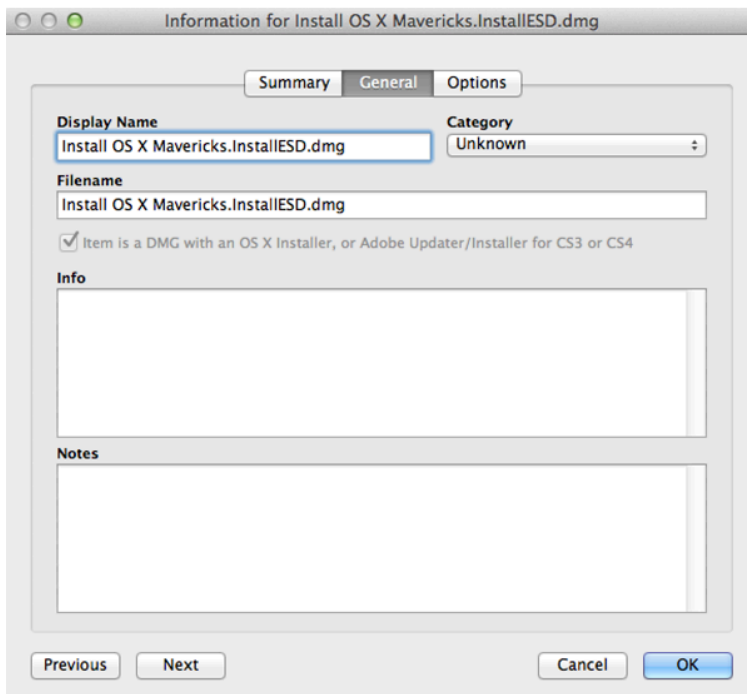 Information for Install OS X Mavericks.InstallESD.dmg
Summary General Options
Display Name Category
Install OS X Mavericks.InstallESD.dmg Unknown
Filename
Install OS X Mavericks.InstallESD.dmg
Item is a DMG with an OS X Installer, or Adobe Updater/Installer for CS3 or CS4
Info
Notes
Previous Next Cancel OK